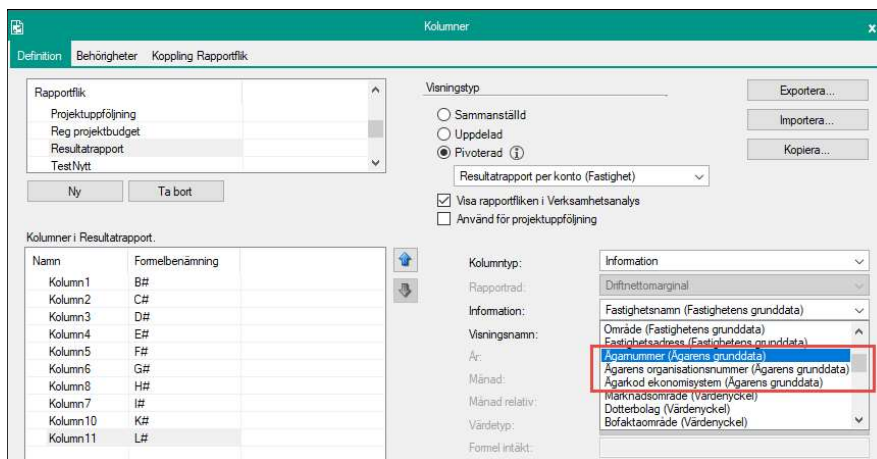 Kolumner
x
Definition Behörigheter Koppling Rapportflik
Rapportflik
Projektuppföljning
Reg projektbudget
Resultatrapport
TestNytt
Ny Ta bort
Visningstyp
Sammanställd
Uppdelad
Pivoterad
Resultatrapport per konto (Fastighet)
Visa rapportfliken i Verksamhetsanalys
Använd för projektuppföljning
Exportera...
Importera...
Kopiera...
Kolumner i Resultatrapport.
Namn Formelbenämning
Kolumn1 B#
Kolumn2 C#
Kolumn3 D#
Kolumn4 E#
Kolumn5 F#
Kolumn6 G#
Kolumn8 H#
Kolumn7 I#
Kolumn10 K#
Kolumn11 L#
Kolumntyp: Information
Rapportrad: Driftnettomarginal
Information: Fastighetsnamn (Fastighetens grunddata)
Visningsnamn:
År:
Månad:
Månad relativ:
Värdetyp:
Formel intäkt:
Område (Fastighetens grunddata)
Fastighetsadress (Fastighetens grunddata)
Ägarnummer (Ägarens grunddata)
Ägarens organisationsnummer (Ägarens grunddata)
Ägarkod ekonomisystem (Ägarens grunddata)
Marknadsområde (Värdenyckel)
Dotterbolag (Värdenyckel)
Bofaktaområde (Värdenyckel)